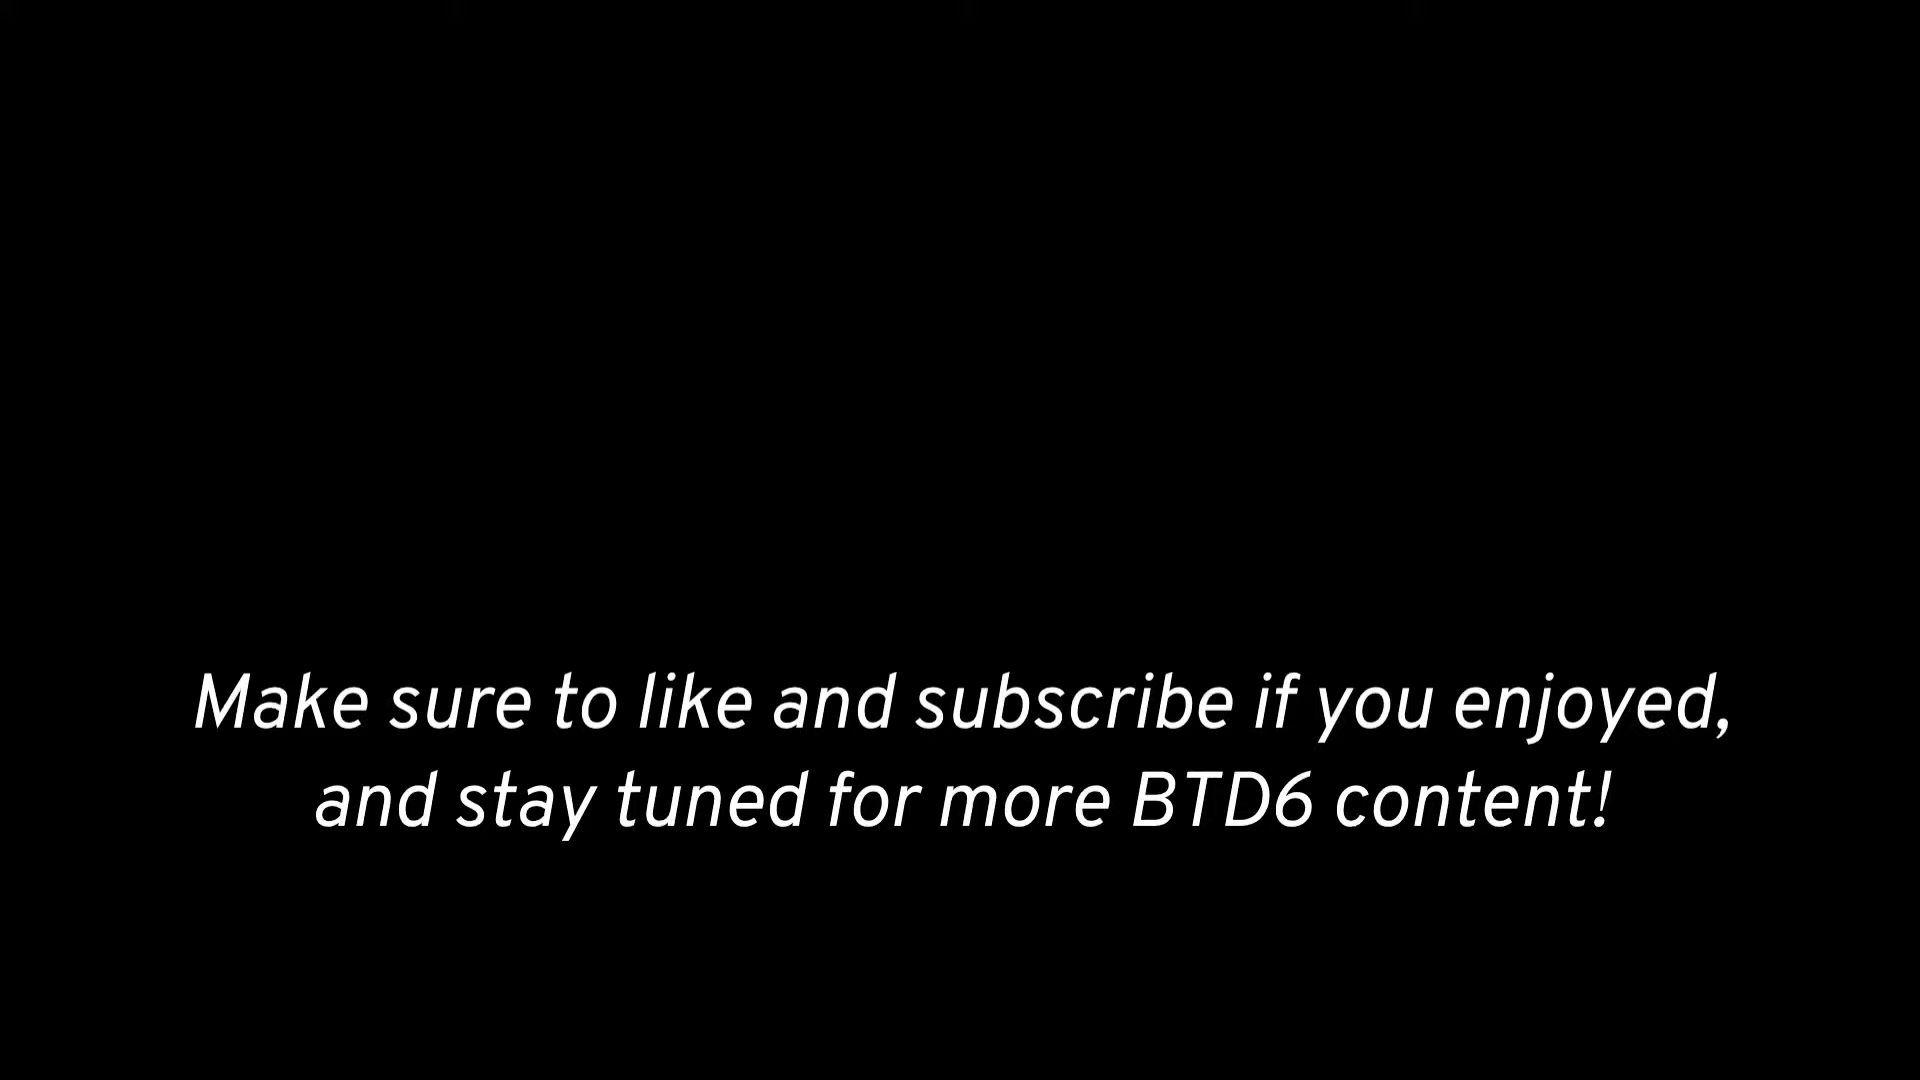 Make sure to like and subscribe if you enjoyed,
and stay tuned for more BTD6 content!